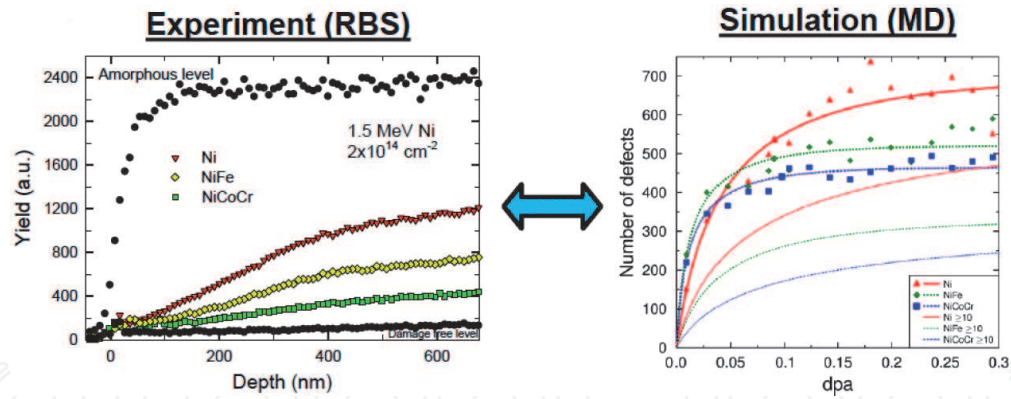 Experiment (RBS)
Amorphous level
1.5 MeV Ni
2x10¹⁴ cm⁻²
Ni
NiFe
NiCoCr
Damage free level
Yield (a.u.)
2400
2000
1600
1200
800
400
0
0
200
400
600
Depth (nm)
Simulation (MD)
Number of defects
700
600
500
400
300
200
100
0
0.0
0.05
0.1
0.15
0.2
0.25
0.3
dpa
Ni
NiFe
NiCoCr
Ni ≥10
NiFe ≥10
NiCoCr ≥10